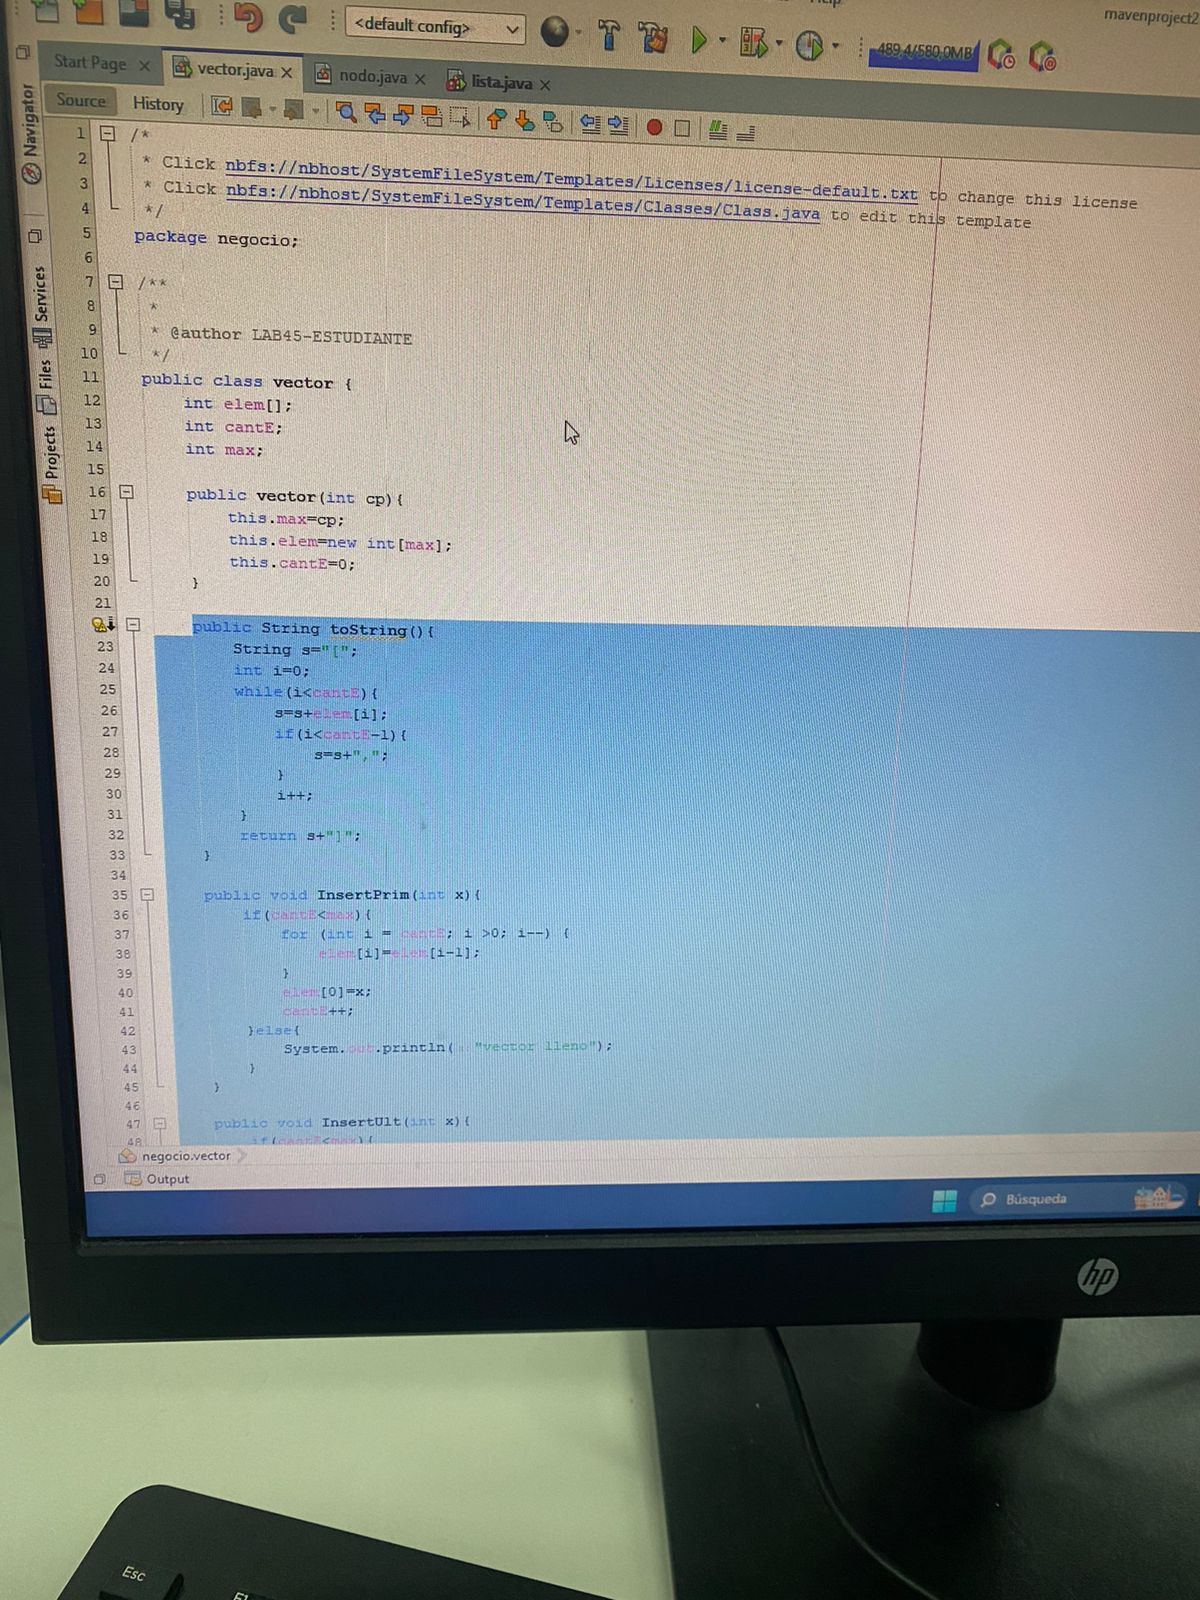 Help
mavenproject2
<default config>
489,4/580,0MB
Start Page
vector.java
nodo.java
lista.java
Source
History
Navigator
Services
Files
Projects
1 /*
2 * Click nbfs://nbhost/SystemFileSystem/Templates/Licenses/license-default.txt to change this license
3 * Click nbfs://nbhost/SystemFileSystem/Templates/Classes/Class.java to edit this template
4 */
5 package negocio;
6
7 /**
8 *
9 * @author LAB45-ESTUDIANTE
10 */
11 public class vector {
12 int elem[];
13 int cantE;
14 int max;
15
16 public vector(int cp){
17 this.max=cp;
18 this.elem=new int[max];
19 this.cantE=0;
20 }
21
public String toString(){
23 String s="[";
24 int i=0;
25 while(i<cantE){
26 s=s+elem[i];
27 if(i<cantE-1){
28 s=s+",";
29 }
30 i++;
31 }
32 return s+"]";
33 }
34
35 public void InsertPrim(int x){
36 if(cantE<max){
37 for (int i = cantE; i >0; i--) {
38 elem[i]=elem[i-1];
39 }
40 elem[0]=x;
41 cantE++;
42 }else{
43 System.out.println( "vector lleno");
44 }
45 }
46
47 public void InsertUlt(int x){
48 if(cantE<max){
negocio.vector
Output
Búsqueda
hp
Esc
F1